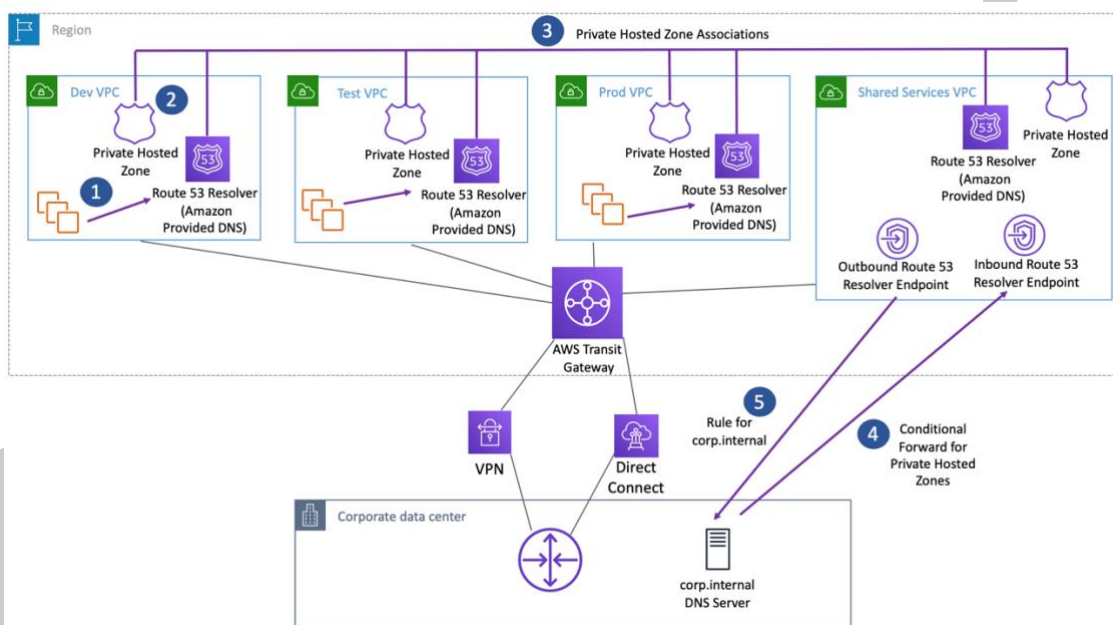 Region
3
Private Hosted Zone Associations
Dev VPC
2
Private Hosted
Zone
1
53
Route 53 Resolver
(Amazon
Provided DNS)
Test VPC
Private Hosted
Zone
53
Route 53 Resolver
(Amazon
Provided DNS)
Prod VPC
Private Hosted
Zone
53
Route 53 Resolver
(Amazon
Provided DNS)
Shared Services VPC
53
Route 53 Resolver
(Amazon
Provided DNS)
Private Hosted
Zone
Outbound Route 53
Resolver Endpoint
Inbound Route 53
Resolver Endpoint
AWS Transit
Gateway
5
Rule for
corp.internal
4
Conditional
Forward for
Private Hosted
Zones
VPN
Direct
Connect
Corporate data center
corp.internal
DNS Server